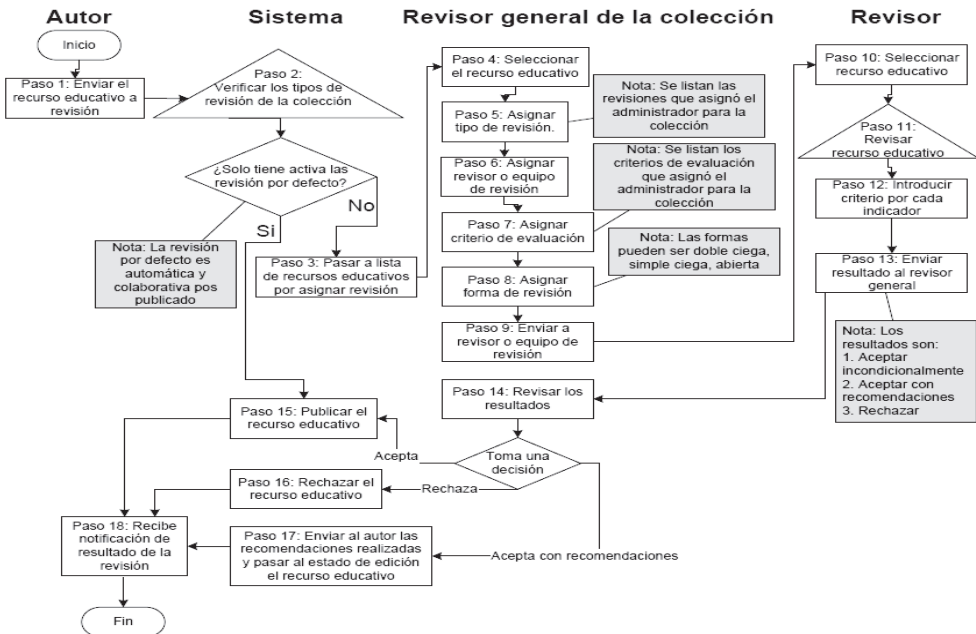 Autor
Sistema
Revisor general de la colección
Revisor
Inicio
Paso 1: Enviar el
recurso educativo a
revisión
Paso 2:
Verificar los tipos de
revisión de la colección
¿Solo tiene activa las
revisión por defecto?
No
Si
Nota: La revisión
por defecto es
automática y
colaborativa pos
publicado
Paso 3: Pasar a lista
de recursos educativos
por asignar revisión
Paso 4: Seleccionar
el recurso educativo
Nota: Se listan las
revisiones que asignó el
administrador para la
colección
Paso 5: Asignar
tipo de revisión.
Paso 6: Asignar
revisor o equipo de
revisión
Nota: Se listan los
criterios de evaluación
que asignó el
administrador para la
colección
Paso 7: Asignar
criterio de evaluación
Nota: Las formas
pueden ser doble ciega,
simple ciega, abierta
Paso 8: Asignar
forma de revisión
Paso 9: Enviar a
revisor o equipo de
revisión
Paso 10: Seleccionar
recurso educativo
Paso 11:
Revisar
recurso educativo
Paso 12: Introducir
criterio por cada
indicador
Paso 13: Enviar
resultado al revisor
general
Nota: Los
resultados son:
1. Aceptar
incondicionalmente
2. Aceptar con
recomendaciones
3. Rechazar
Paso 14: Revisar los
resultados
Toma una
decisión
Acepta
Rechaza
Acepta con recomendaciones
Paso 15: Publicar el
recurso educativo
Paso 16: Rechazar el
recurso educativo
Paso 17: Enviar al autor las
recomendaciones realizadas
y pasar al estado de edición
el recurso educativo
Paso 18: Recibe
notificación de
resultado de la
revisión
Fin